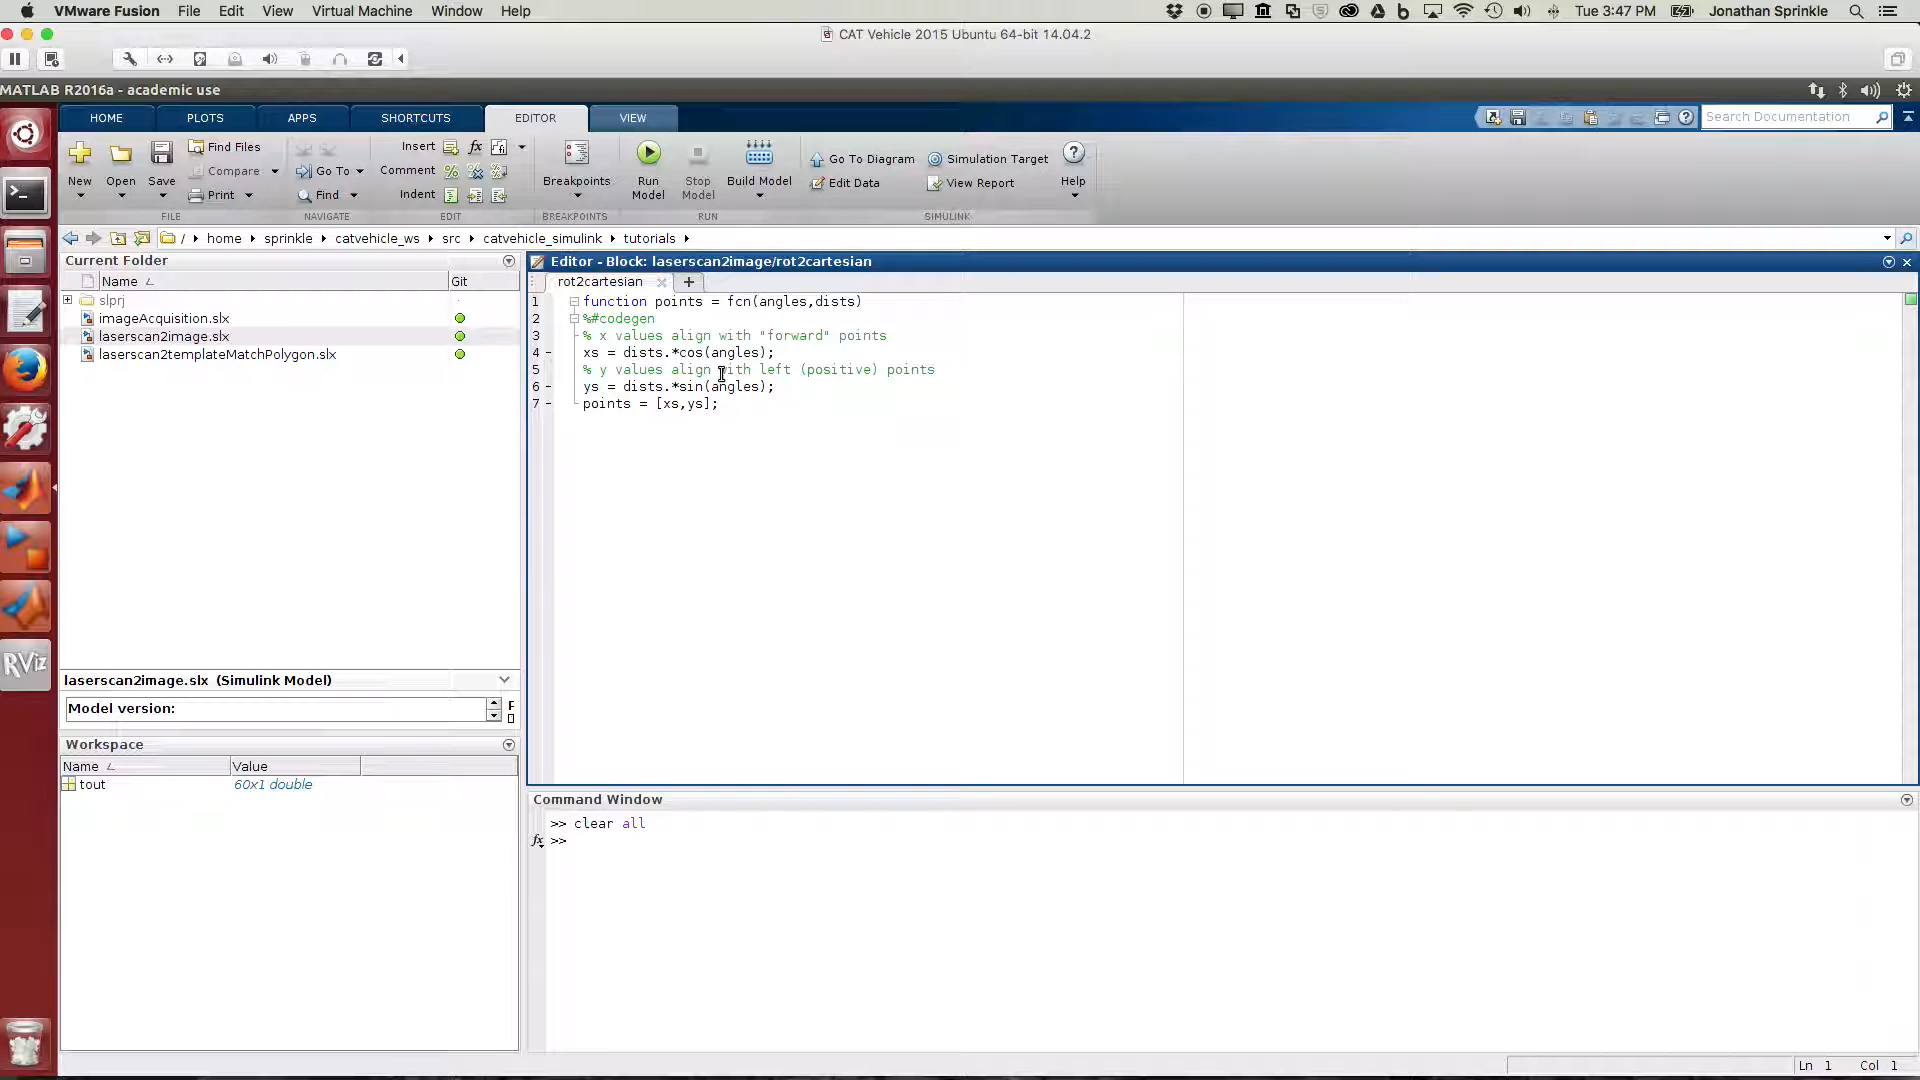 VMware Fusion File Edit View Virtual Machine Window Help Tue 3:47 PM Jonathan Sprinkle
CAT Vehicle 2015 Ubuntu 64-bit 14.04.2
MATLAB R2016a - academic use
HOME PLOTS APPS SHORTCUTS EDITOR VIEW Search Documentation
New Open Save Find Files Compare Print
Go To Find
Insert fx
Comment
Indent
Breakpoints
Run Model
Stop Model
Build Model
Go To Diagram Simulation Target
Edit Data View Report
Help
FILE NAVIGATE EDIT BREAKPOINTS RUN SIMULINK
/ home sprinkle catvehicle_ws src catvehicle_simulink tutorials
Current Folder
Name Git
slprj
imageAcquisition.slx
laserscan2image.slx
laserscan2templateMatchPolygon.slx
laserscan2image.slx (Simulink Model)
Model version:
Workspace
Name Value
tout 60x1 double
Editor - Block: laserscan2image/rot2cartesian
rot2cartesian
1 function points = fcn(angles,dists)
2 %#codegen
3 % x values align with "forward" points
4 - xs = dists.*cos(angles);
5 % y values align with left (positive) points
6 - ys = dists.*sin(angles);
7 - points = [xs,ys];
Command Window
>> clear all
fx >>
RViz
Ln 1 Col 1